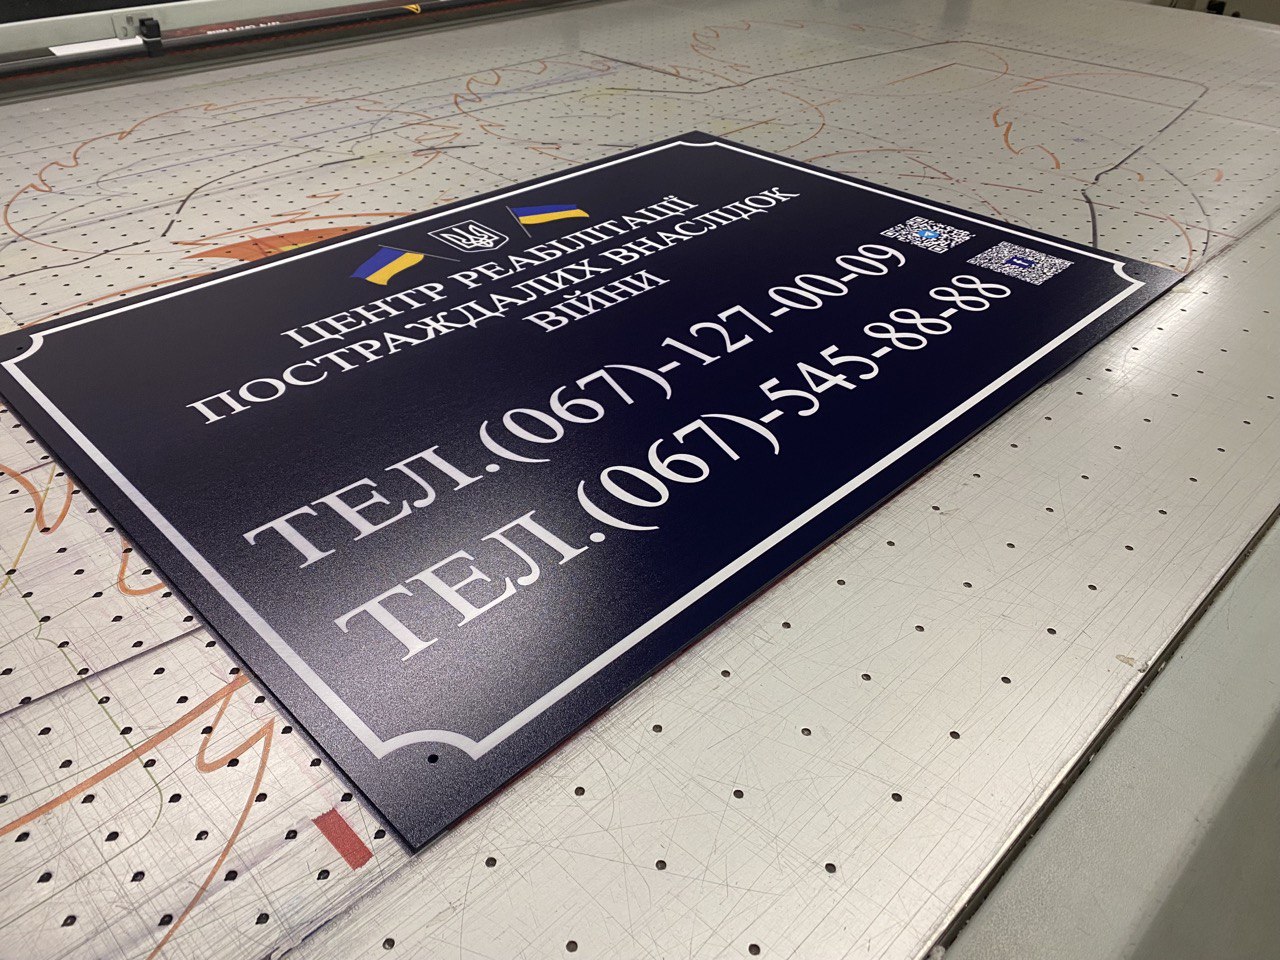 ЦЕНТР РЕАБІЛІТАЦІЇ
ПОСТРАЖДАЛИХ ВНАСЛІДОК
ВІЙНИ
ТЕЛ.(067)-127-00-09
ТЕЛ.(067)-545-88-88